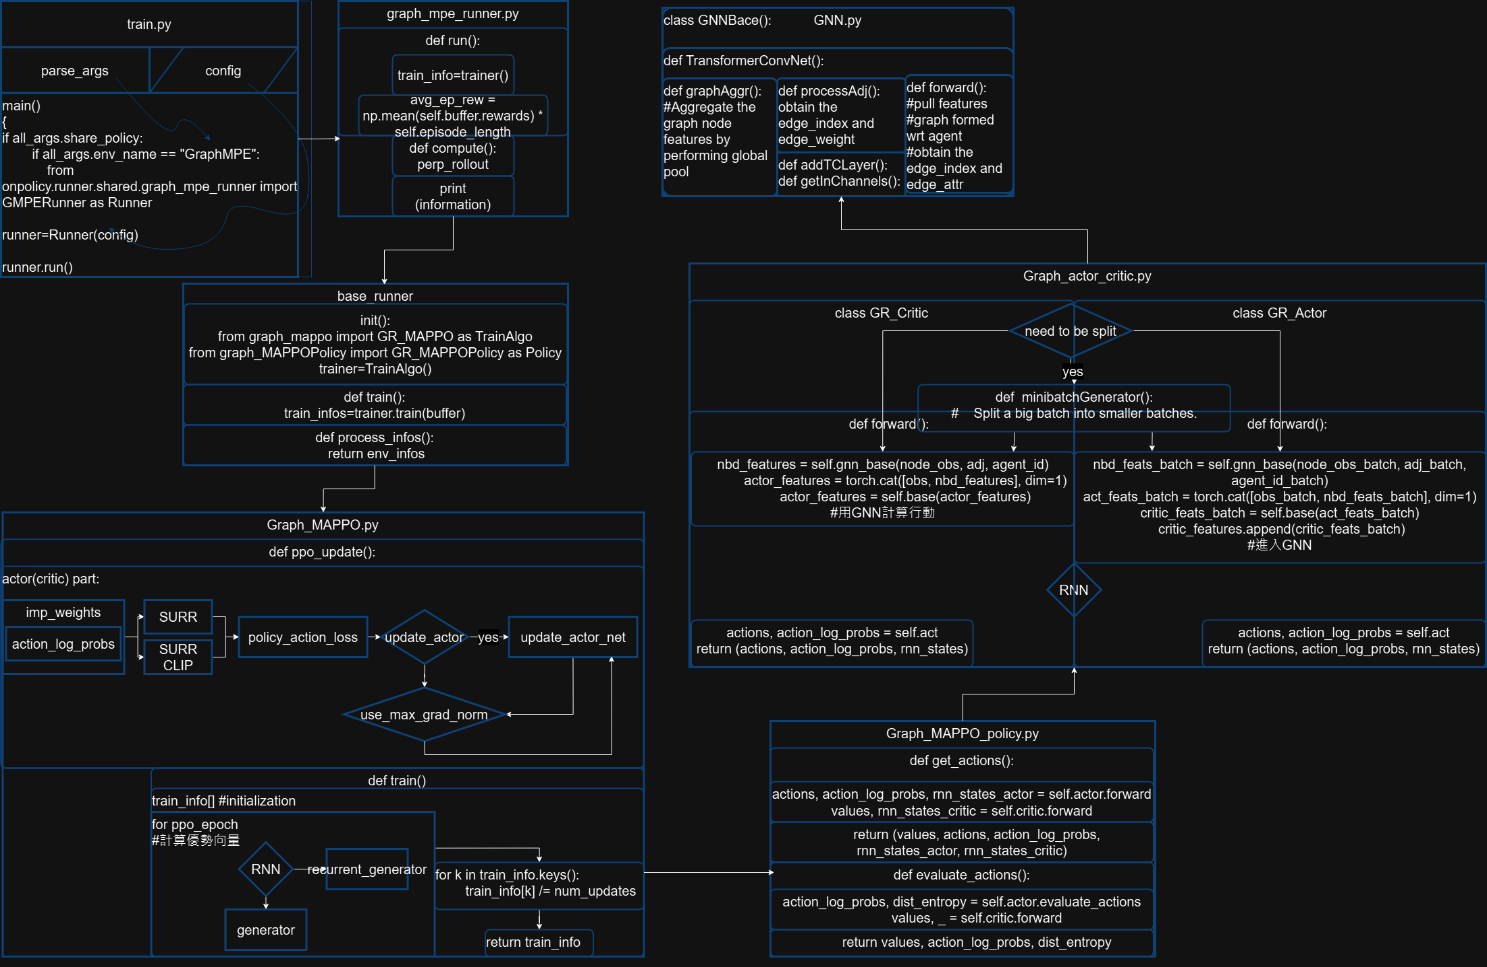 train.py
parse_args
config
main()
{
if all_args.share_policy:
if all_args.env_name == "GraphMPE":
from
onpolicy.runner.shared.graph_mpe_runner import
GMPERunner as Runner
runner=Runner(config)
runner.run()
graph_mpe_runner.py
def run():
train_info=trainer()
avg_ep_rew =
np.mean(self.buffer.rewards) *
self.episode_length
def compute():
perp_rollout
print
(information)
base_runner
init():
from graph_mappo import GR_MAPPO as TrainAlgo
from graph_MAPPOPolicy import GR_MAPPOPolicy as Policy
trainer=TrainAlgo()
def train():
train_infos=trainer.train(buffer)
def process_infos():
return env_infos
Graph_MAPPO.py
def ppo_update():
actor(critic) part:
imp_weights
action_log_probs
SURR
SURR
CLIP
policy_action_loss
update_actor
yes
update_actor_net
use_max_grad_norm
def train()
train_info[] #initialization
for ppo_epoch
#計算優勢向量
RNN
recurrent_generator
generator
for k in train_info.keys():
train_info[k] /= num_updates
return train_info
class GNNBace():
GNN.py
def TransformerConvNet():
def graphAggr():
#Aggregate the
graph node
features by
performing global
pool
def processAdj():
obtain the
edge_index and
edge_weight
def addTCLayer():
def getInChannels():
def forward():
#pull features
#graph formed
wrt agent
#obtain the
edge_index and
edge_attr
Graph_actor_critic.py
class GR_Critic
class GR_Actor
need to be split
yes
def minibatchGenerator():
# Split a big batch into smaller batches.
def forward():
def forward():
nbd_features = self.gnn_base(node_obs, adj, agent_id)
actor_features = torch.cat([obs, nbd_features], dim=1)
actor_features = self.base(actor_features)
#用GNN計算行動
nbd_feats_batch = self.gnn_base(node_obs_batch, adj_batch,
agent_id_batch)
act_feats_batch = torch.cat([obs_batch, nbd_feats_batch], dim=1)
critic_feats_batch = self.base(act_feats_batch)
critic_features.append(critic_feats_batch)
#進入GNN
RNN
actions, action_log_probs = self.act
return (actions, action_log_probs, rnn_states)
actions, action_log_probs = self.act
return (actions, action_log_probs, rnn_states)
Graph_MAPPO_policy.py
def get_actions():
actions, action_log_probs, rnn_states_actor = self.actor.forward
values, rnn_states_critic = self.critic.forward
return (values, actions, action_log_probs,
rnn_states_actor, rnn_states_critic)
def evaluate_actions():
action_log_probs, dist_entropy = self.actor.evaluate_actions
values, _ = self.critic.forward
return values, action_log_probs, dist_entropy